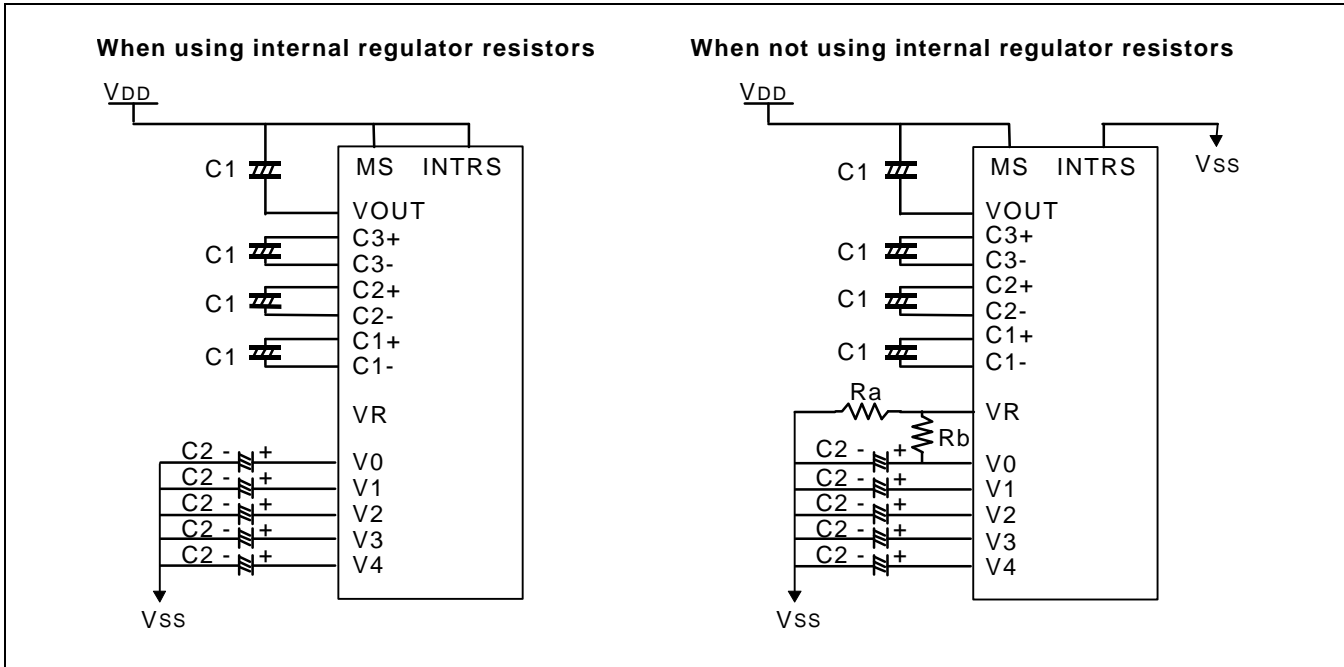 When using internal regulator resistors
VDD
C1
MS INTRS
VOUT
C3+
C1
C3-
C2+
C1
C2-
C1+
C1
C1-
VR
C2 - + V0
C2 - + V1
C2 - + V2
C2 - + V3
C2 - + V4
VSS
When not using internal regulator resistors
VDD
C1
MS INTRS
VSS
VOUT
C3+
C1
C3-
C2+
C1
C2-
C1+
C1
C1-
Ra
VR
Rb
C2 - + V0
C2 - + V1
C2 - + V2
C2 - + V3
C2 - + V4
VSS